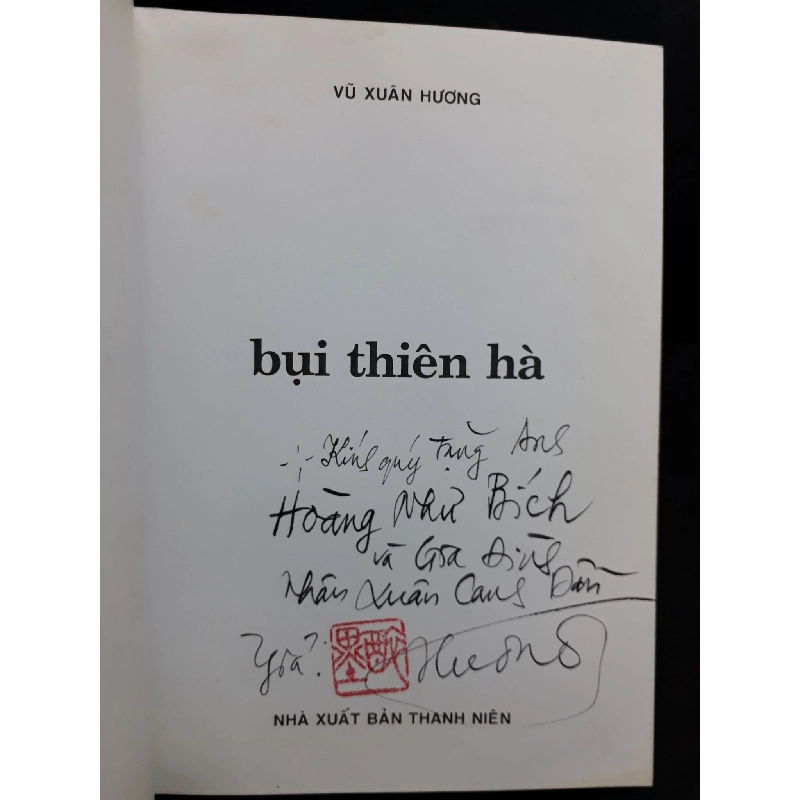 VŨ XUÂN HƯƠNG
bụi thiên hà
Kính quý tặng Anh
Hoàng Như Bích
và Gia đình
Nhân Xuân Canh Dần
Hương
NHÀ XUẤT BẢN THANH NIÊN